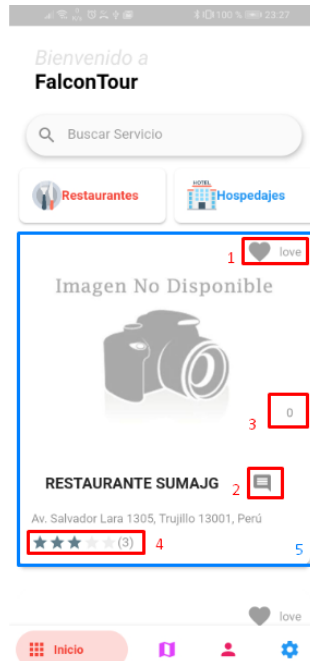 100 % 23:27
Bienvenido a
FalconTour
Buscar Servicio
Restaurantes
HOTEL
Hospedajes
1
love
Imagen No Disponible
0
3
RESTAURANTE SUMAJG
2
Av. Salvador Lara 1305, Trujillo 13001, Perú
(3)
4
5
love
Inicio